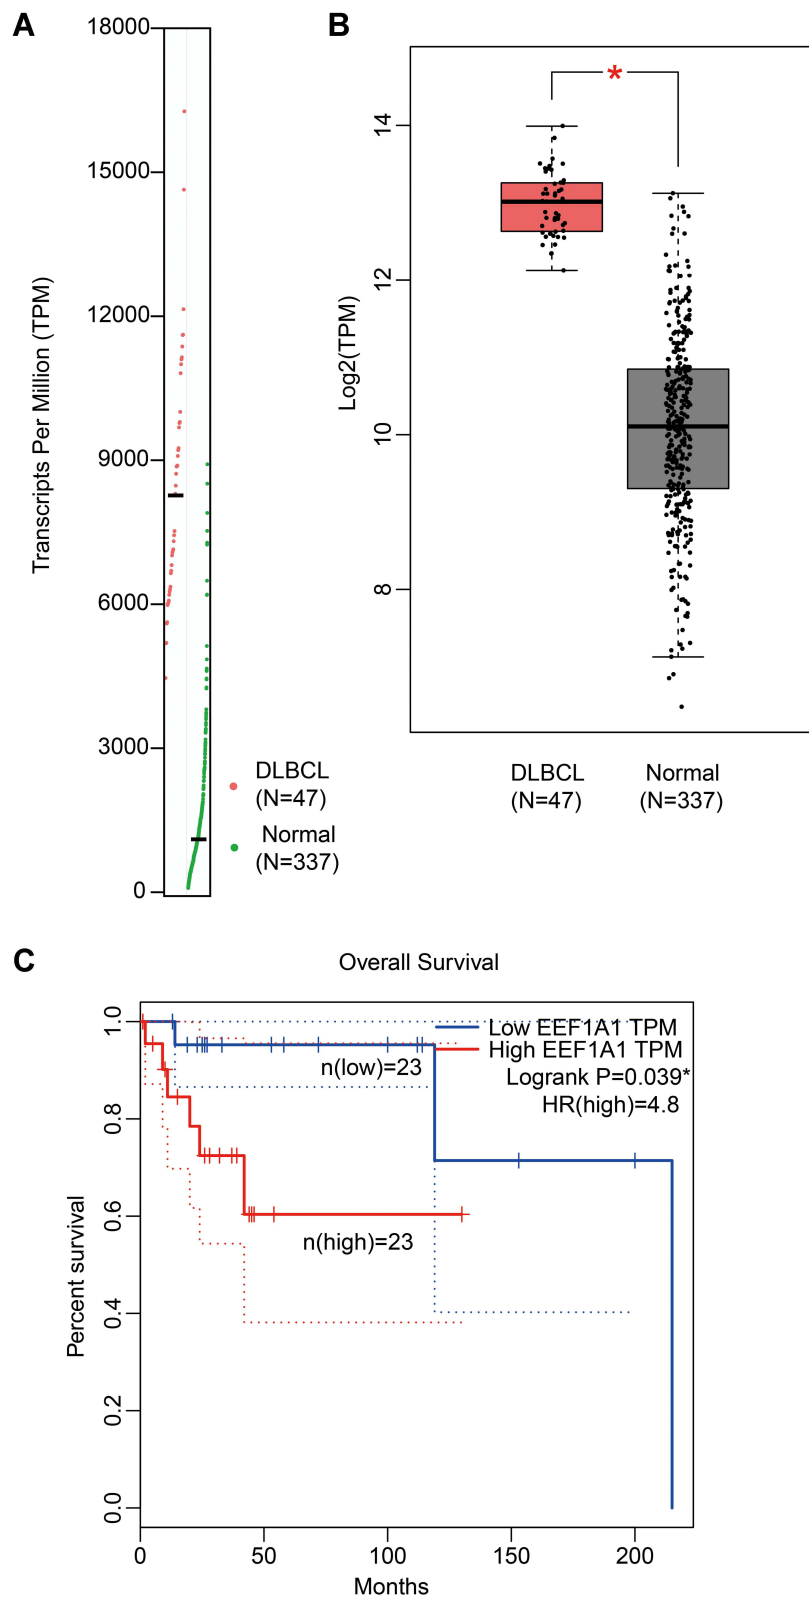 A
18000
15000
12000
9000
6000
3000
0
Transcripts Per Million (TPM)
DLBCL
(N=47)
Normal
(N=337)
B
*
14
12
10
8
Log2(TPM)
DLBCL
(N=47)
Normal
(N=337)
C
Overall Survival
1.0
0.8
0.6
0.4
0.2
0.0
Percent survival
Low EEF1A1 TPM
High EEF1A1 TPM
Logrank P=0.039*
HR(high)=4.8
n(low)=23
n(high)=23
0 50 100 150 200
Months